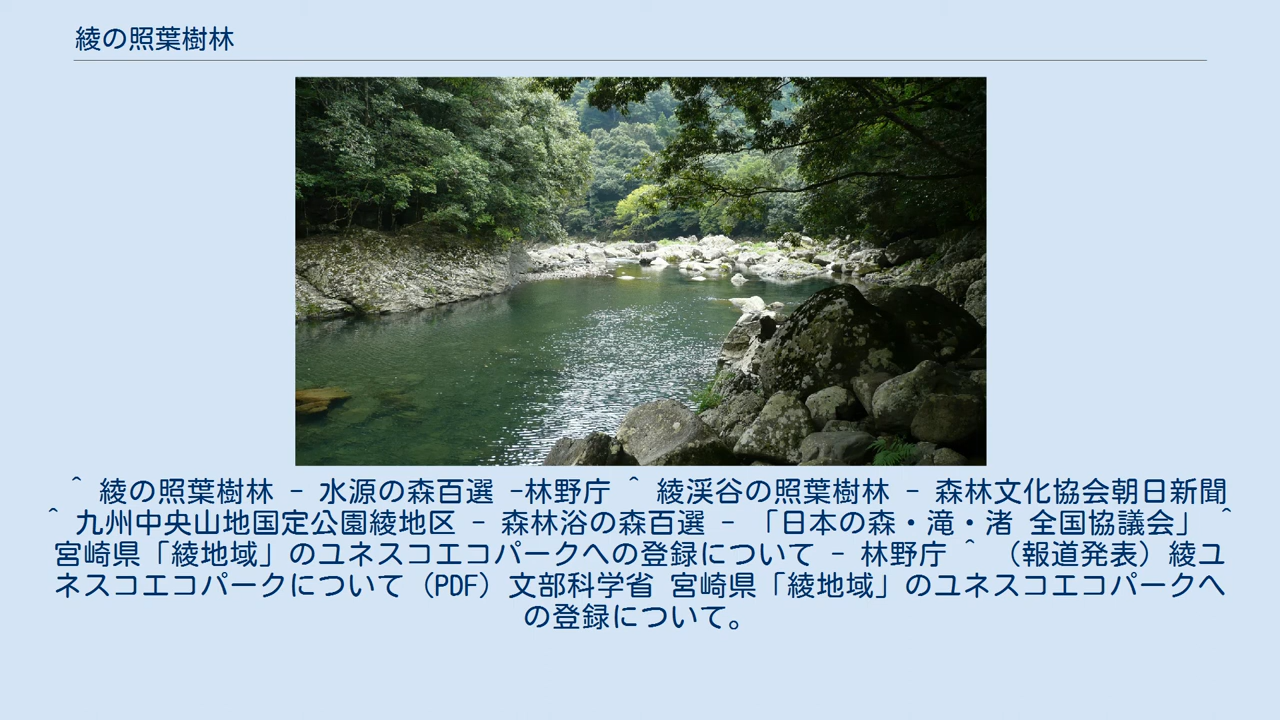 綾の照葉樹林
^ 綾の照葉樹林 - 水源の森百選 -林野庁 ^ 綾渓谷の照葉樹林 - 森林文化協会朝日新聞
^ 九州中央山地国定公園綾地区 - 森林浴の森百選 - 「日本の森・滝・渚 全国協議会」 ^
宮崎県「綾地域」のユネスコエコパークへの登録について - 林野庁 ^ （報道発表）綾ユ
ネスコエコパークについて（PDF）文部科学省 宮崎県「綾地域」のユネスコエコパークへ
の登録について。